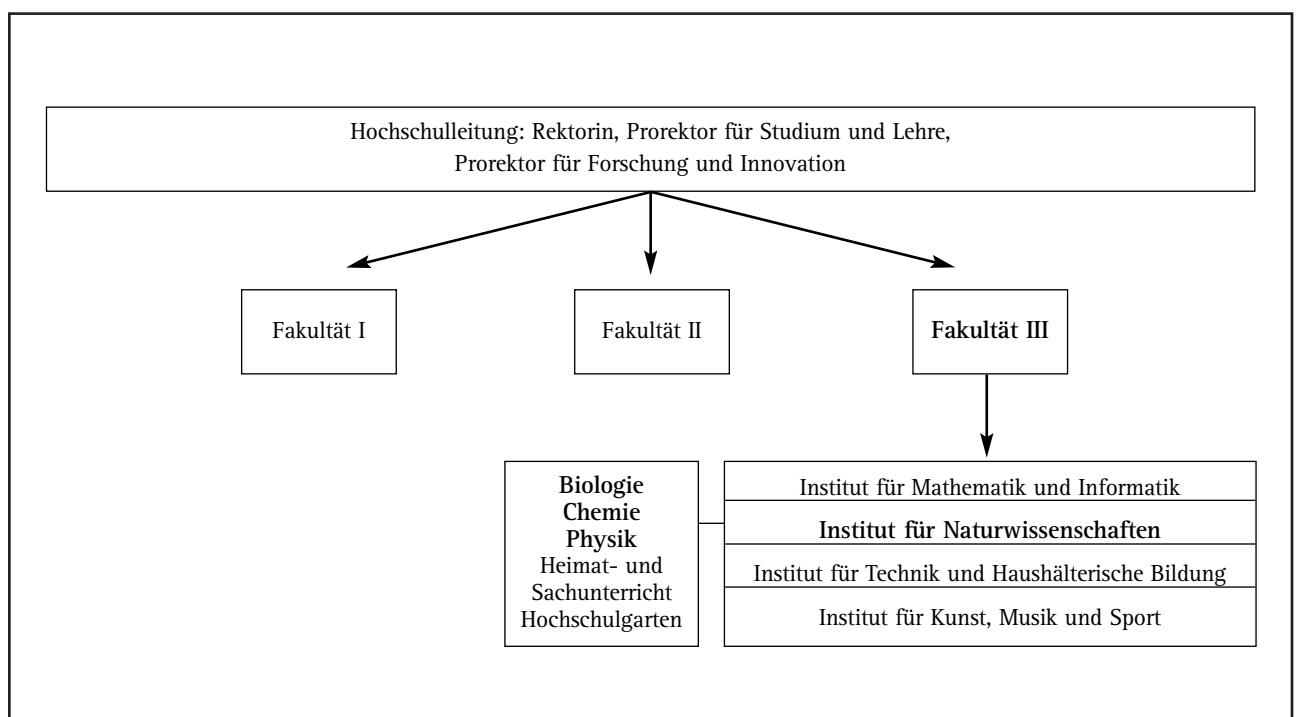 Hochschulleitung: Rektorin, Prorektor für Studium und Lehre,
Prorektor für Forschung und Innovation
Fakultät I
Fakultät II
Fakultät III
Biologie
Chemie
Physik
Heimat- und
Sachunterricht
Hochschulgarten
Institut für Mathematik und Informatik
Institut für Naturwissenschaften
Institut für Technik und Haushälterische Bildung
Institut für Kunst, Musik und Sport